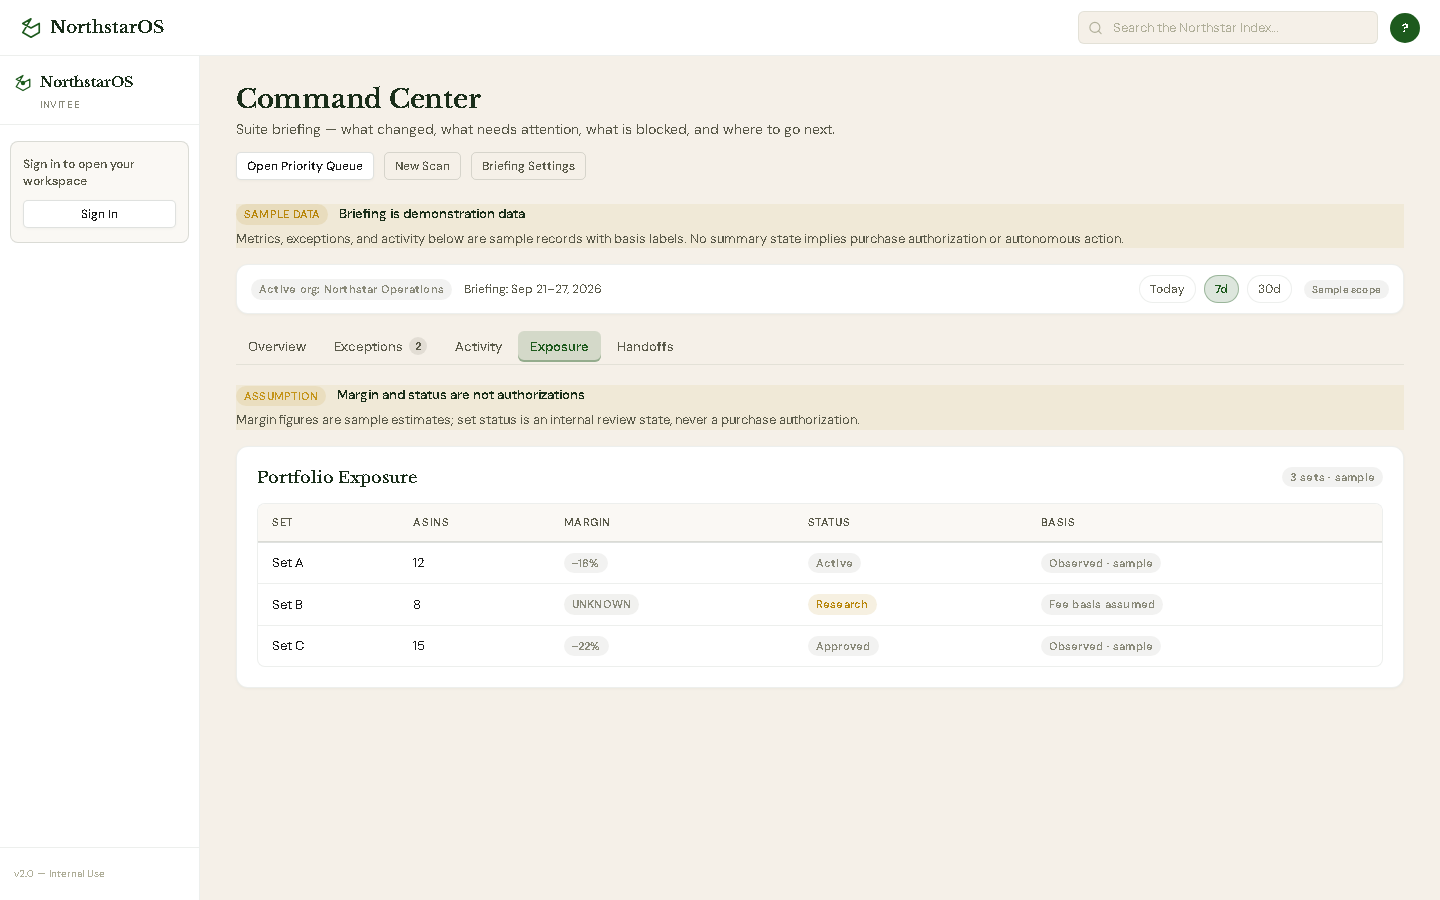 NorthstarOS
Search the Northstar Index...
?
NorthstarOS
INVITEE
Sign in to open your
workspace
Sign In
v2.0 — Internal Use
Command Center
Suite briefing — what changed, what needs attention, what is blocked, and where to go next.
Open Priority Queue
New Scan
Briefing Settings
SAMPLE DATA Briefing is demonstration data
Metrics, exceptions, and activity below are sample records with basis labels. No summary state implies purchase authorization or autonomous action.
Active org: Northstar Operations Briefing: Sep 21–27, 2026 Today 7d 30d Sample scope
Overview Exceptions 2 Activity Exposure Handoffs
ASSUMPTION Margin and status are not authorizations
Margin figures are sample estimates; set status is an internal review state, never a purchase authorization.
Portfolio Exposure 3 sets · sample
SET ASINS MARGIN STATUS BASIS
Set A 12 ~18% Active Observed · sample
Set B 8 UNKNOWN Research Fee basis assumed
Set C 15 ~22% Approved Observed · sample